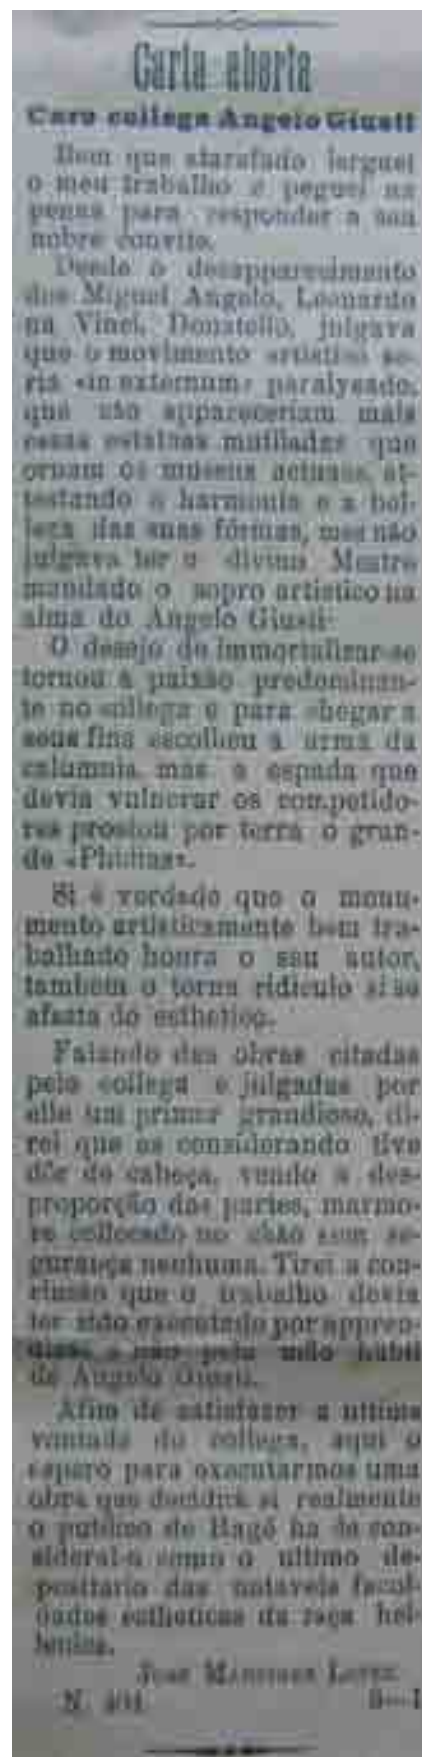 Carta aberta
Caro collega Angelo Giusti
Bem que atarafado larguei
o meu trabalho e peguei na
penna para responder a seu
nobre convite.
Desde o desapparecimento
dos Miguel Angelo, Leonardo
na Vinci, Donatello, julgava
que o movimento artistico se-
ria «in externum» paralysado,
que não appareceriam mais
essas estatuas mutiladas que
ornam os museus actuaes, at-
testando a harmonia e a bel-
leza das suas fórmas, mas não
julgava ter o divino Mestre
mandado o sopro artistico na
alma do Angelo Giusti
O desejo de immortalizar-se
tornou a paixão predominan-
te no collega e para chegar a
seus fins escolheu a arma da
calumnia, mas a espada que
devia vulnerar os competido-
res prostou por terra o gran-
de «Phidias».
Si é verdade que o monu-
mento artisticamente bem tra-
balhado honra o seu autor,
tambem o torna ridiculo si se
afasta do esthetico.
Falando das obras citadas
pelo collega e julgadas por
elle um primor grandioso, di-
rei que as considerando tive
dôr de cabeça, vendo a des-
proporção das partes, marmo-
re collocado no chão sem se-
gurança nenhuma. Tirei a con-
clusão que o trabalho devia
ter sido executado por appren-
dizes e não pela mão habil
de Angelo Giusti.
Afim de satisfazer a ultima
vontade do collega, aqui o
espero para executarmos uma
obra que decidirá si realmente
o publico de Bagé ha de con-
sideral-o como o ultimo de-
positario das notaveis facul-
dades estheticas da raça hel-
lenica.
José Martinez Lopez
N. 401 3—1